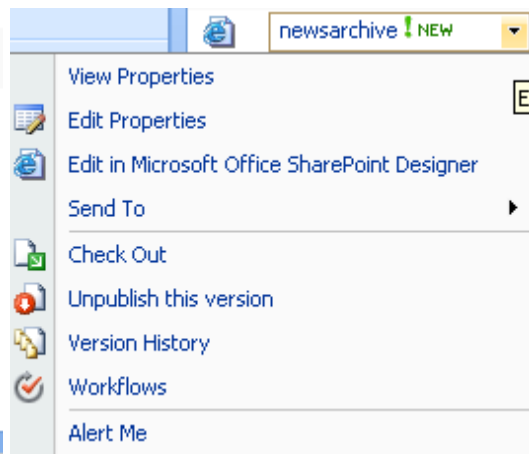 newsarchive ! NEW
View Properties
E
Edit Properties
Edit in Microsoft Office SharePoint Designer
Send To
Check Out
Unpublish this version
Version History
Workflows
Alert Me